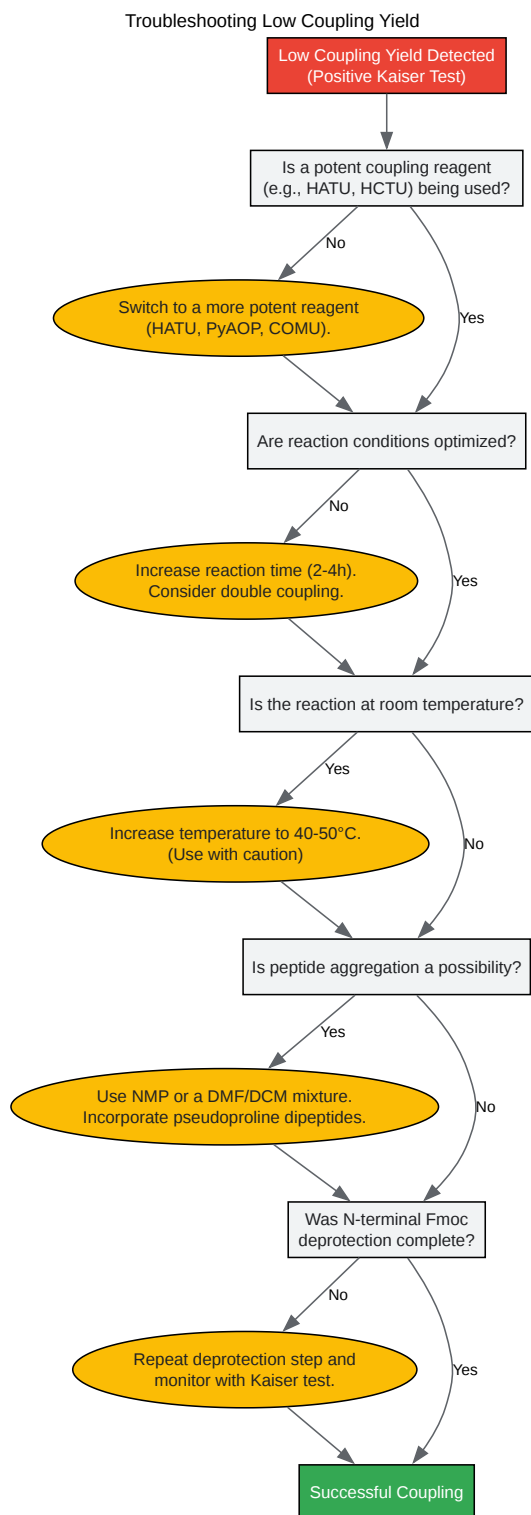 Troubleshooting Low Coupling Yield
Low Coupling Yield Detected
(Positive Kaiser Test)
Is a potent coupling reagent
(e.g., HATU, HCTU) being used?
No
Switch to a more potent reagent
(HATU, PyAOP, COMU).
Yes
Are reaction conditions optimized?
No
Increase reaction time (2-4h).
Consider double coupling.
Yes
Is the reaction at room temperature?
Yes
Increase temperature to 40-50°C.
(Use with caution)
No
Is peptide aggregation a possibility?
Yes
Use NMP or a DMF/DCM mixture.
Incorporate pseudoproline dipeptides.
No
Was N-terminal Fmoc
deprotection complete?
No
Repeat deprotection step and
monitor with Kaiser test.
Yes
Successful Coupling